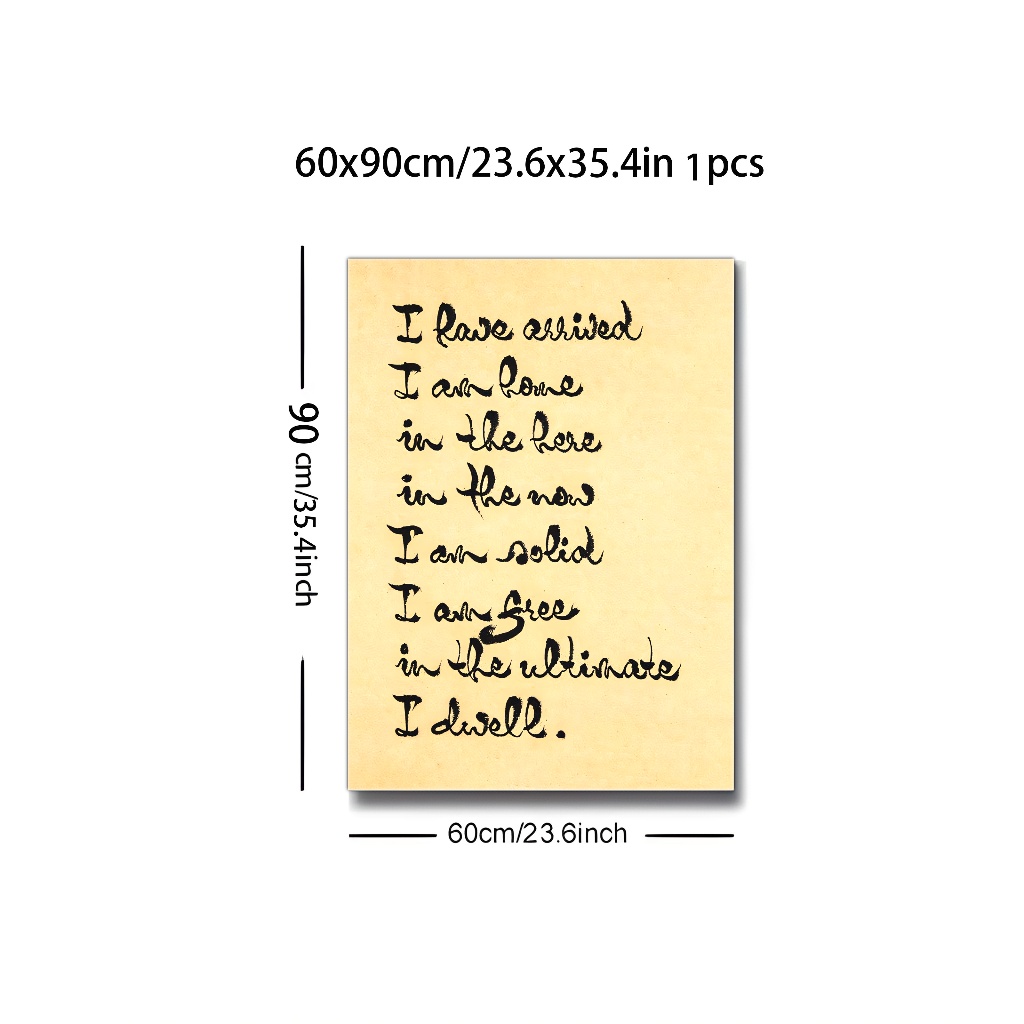 60x90cm/23.6x35.4in 1pcs
90 cm/35.4inch
I have arrived
I am home
in the here
in the now
I am solid
I am free
in the ultimate
I dwell.
60cm/23.6inch